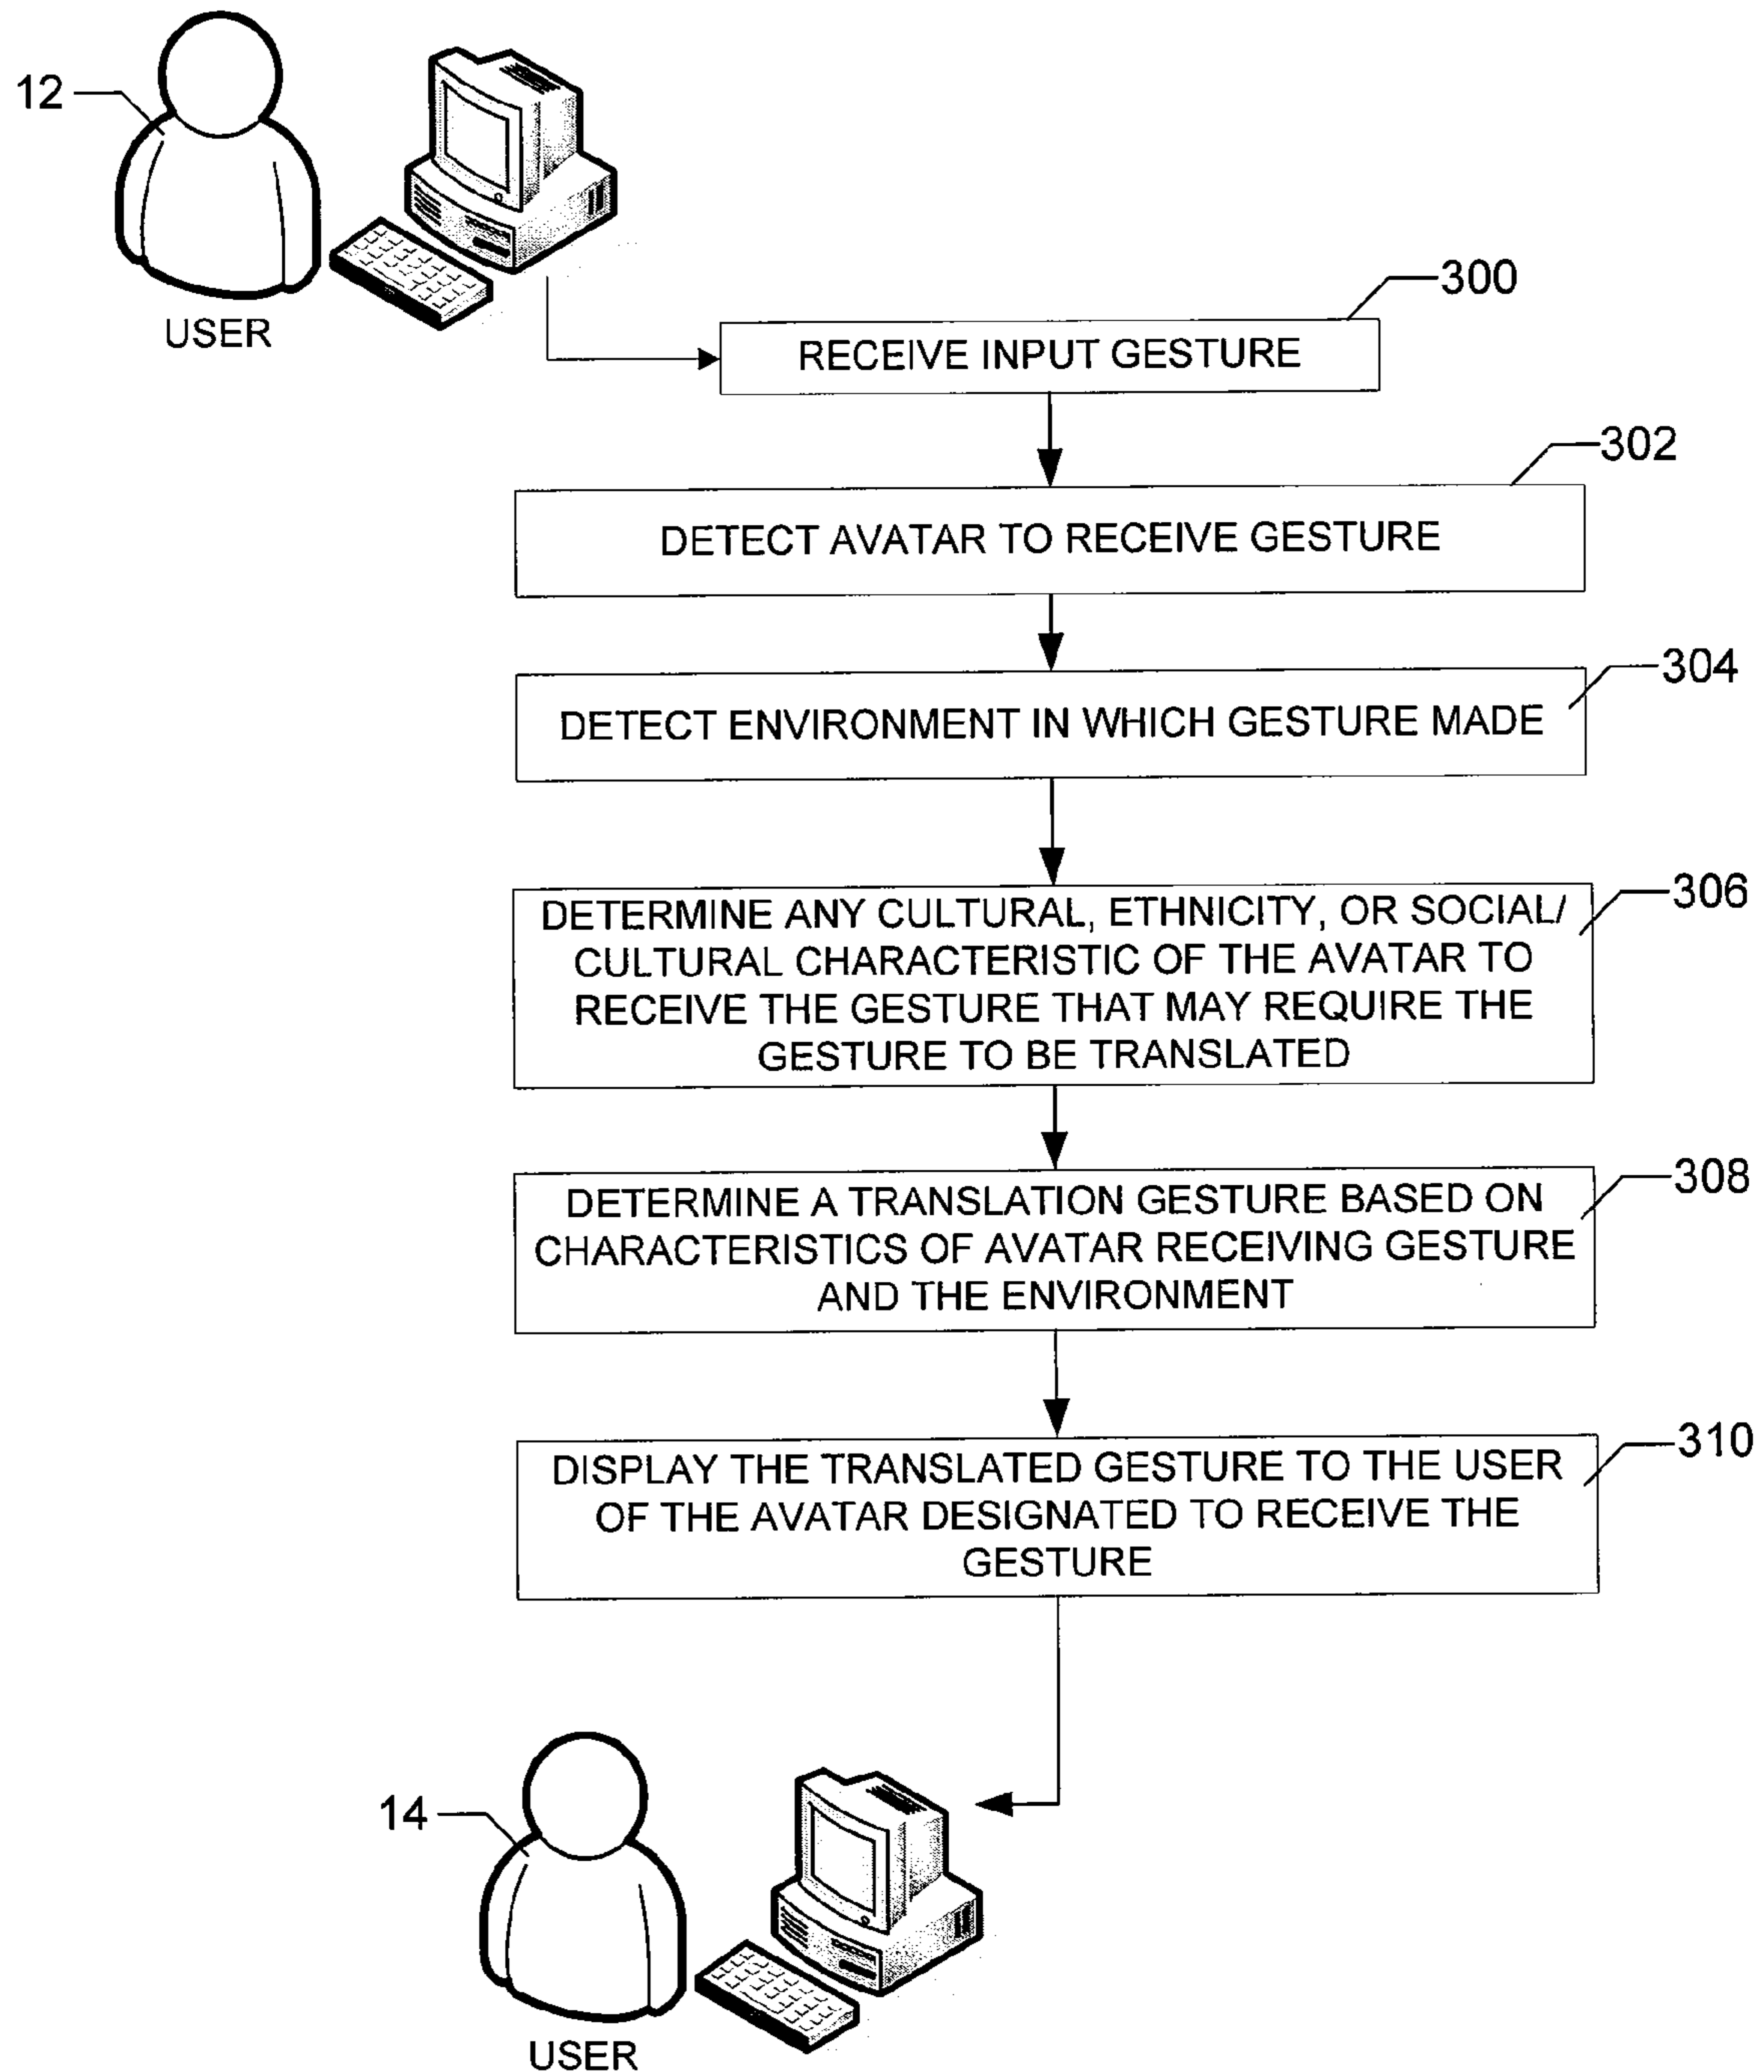 12
USER
300
RECEIVE INPUT GESTURE
302
DETECT AVATAR TO RECEIVE GESTURE
304
DETECT ENVIRONMENT IN WHICH GESTURE MADE
306
DETERMINE ANY CULTURAL, ETHNICITY, OR SOCIAL/
CULTURAL CHARACTERISTIC OF THE AVATAR TO
RECEIVE THE GESTURE THAT MAY REQUIRE THE
GESTURE TO BE TRANSLATED
308
DETERMINE A TRANSLATION GESTURE BASED ON
CHARACTERISTICS OF AVATAR RECEIVING GESTURE
AND THE ENVIRONMENT
310
DISPLAY THE TRANSLATED GESTURE TO THE USER
OF THE AVATAR DESIGNATED TO RECEIVE THE
GESTURE
14
USER